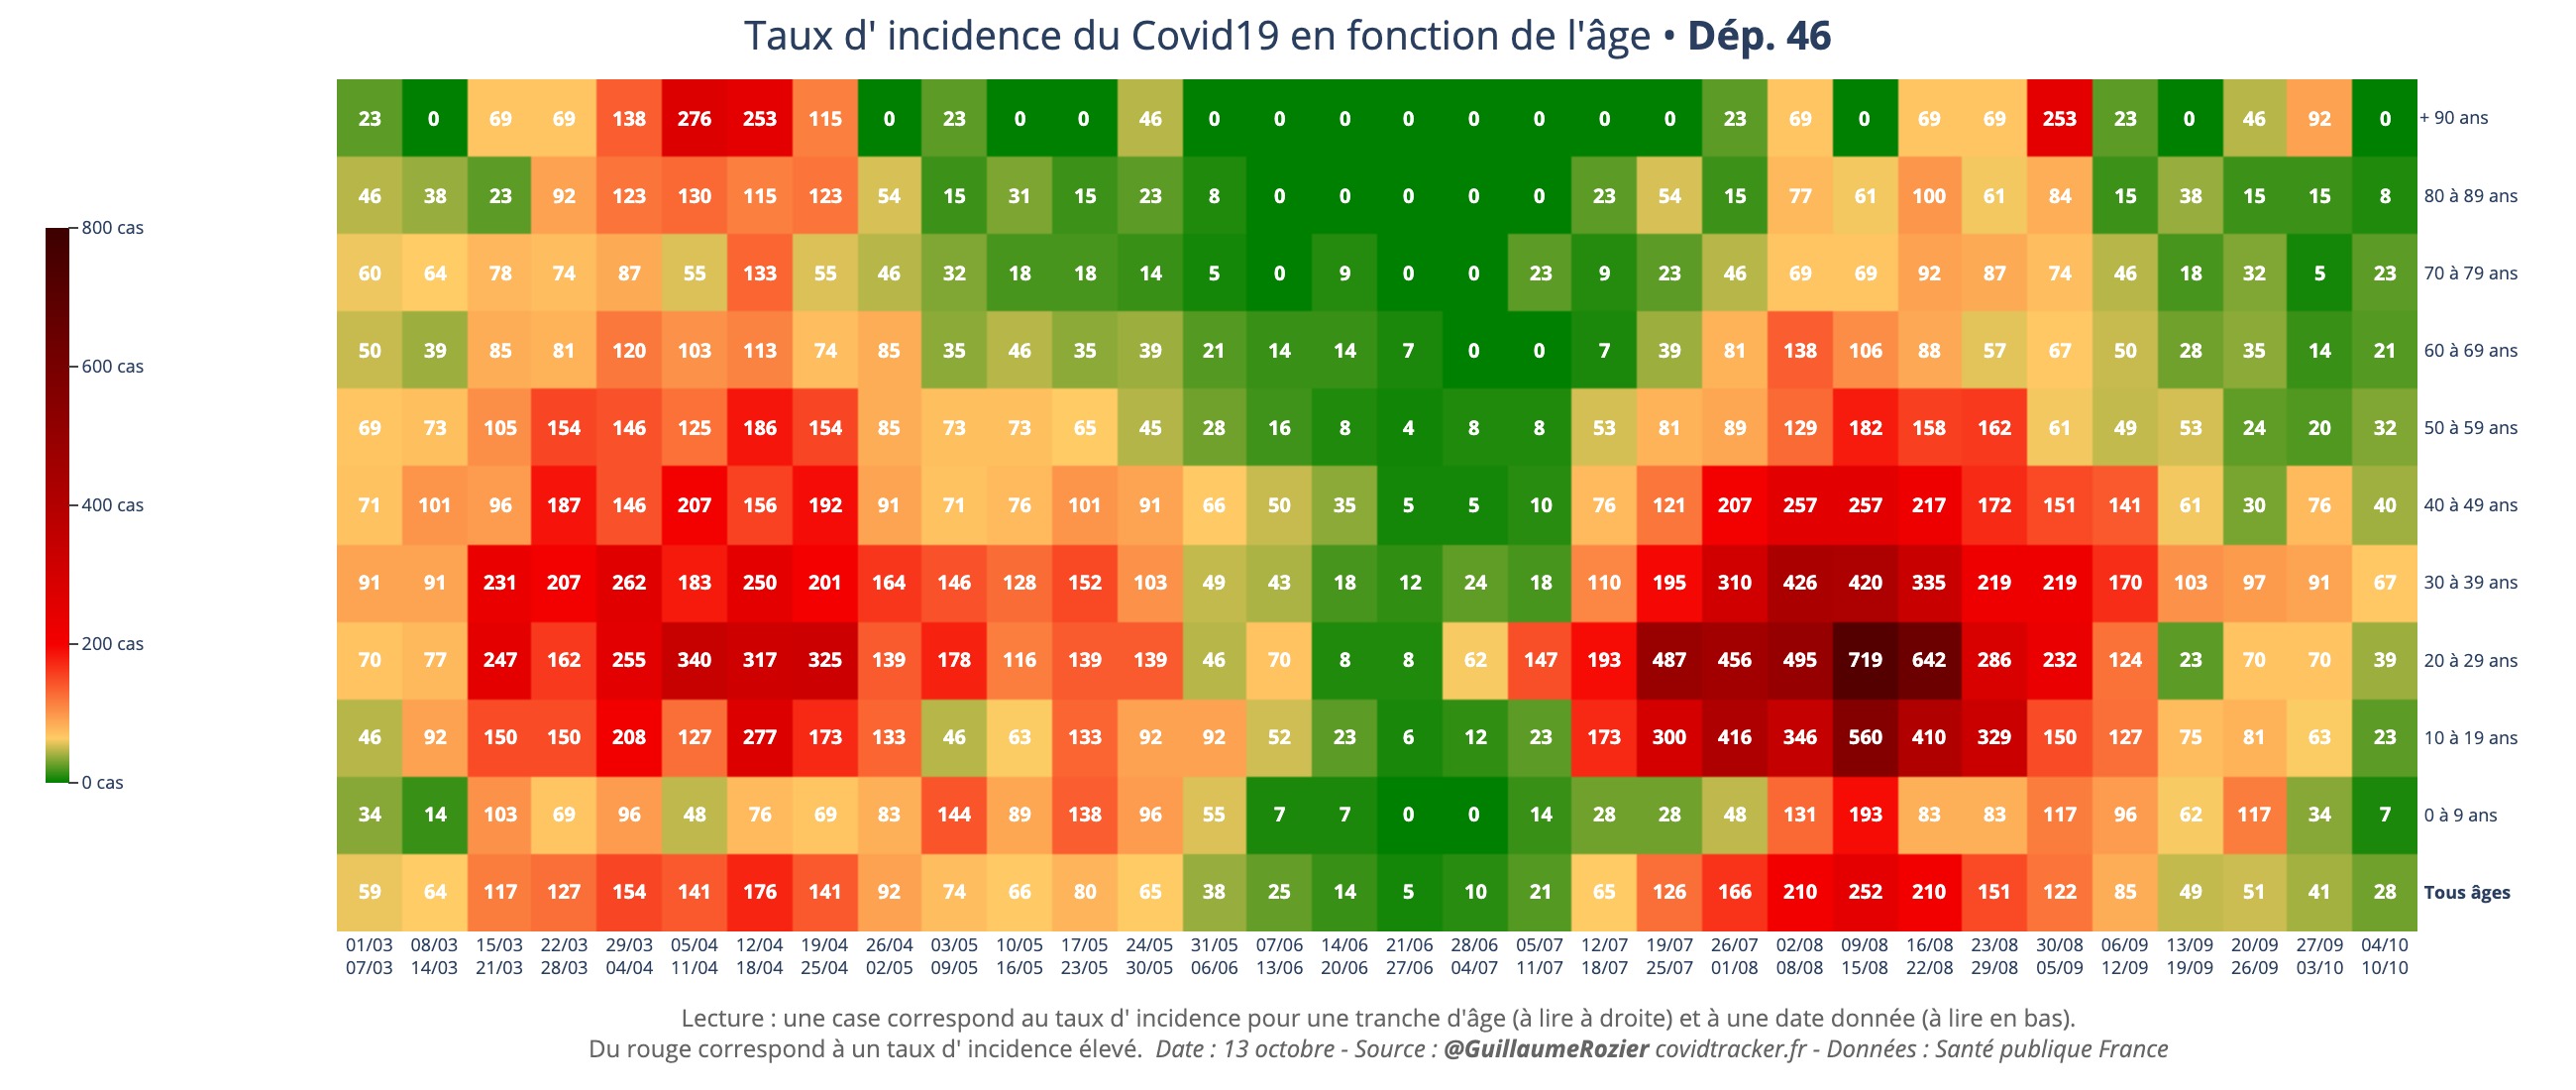 Taux d' incidence du Covid19 en fonction de l'âge • Dép. 46
800 cas
600 cas
400 cas
200 cas
0 cas
23 0 69 69 138 276 253 115 0 23 0 0 46 0 0 0 0 0 0 0 0 23 69 0 69 69 253 23 0 46 92 0 + 90 ans
46 38 23 92 123 130 115 123 54 15 31 15 23 8 0 0 0 0 0 23 54 15 77 61 100 61 84 15 38 15 15 8 80 à 89 ans
60 64 78 74 87 55 133 55 46 32 18 18 14 5 0 9 0 0 23 9 23 46 69 69 92 87 74 46 18 32 5 23 70 à 79 ans
50 39 85 81 120 103 113 74 85 35 46 35 39 21 14 14 7 0 0 7 39 81 138 106 88 57 67 50 28 35 14 21 60 à 69 ans
69 73 105 154 146 125 186 154 85 73 73 65 45 28 16 8 4 8 8 53 81 89 129 182 158 162 61 49 53 24 20 32 50 à 59 ans
71 101 96 187 146 207 156 192 91 71 76 101 91 66 50 35 5 5 10 76 121 207 257 257 217 172 151 141 61 30 76 40 40 à 49 ans
91 91 231 207 262 183 250 201 164 146 128 152 103 49 43 18 12 24 18 110 195 310 426 420 335 219 219 170 103 97 91 67 30 à 39 ans
70 77 247 162 255 340 317 325 139 178 116 139 139 46 70 8 8 62 147 193 487 456 495 719 642 286 232 124 23 70 70 39 20 à 29 ans
46 92 150 150 208 127 277 173 133 46 63 133 92 92 52 23 6 12 23 173 300 416 346 560 410 329 150 127 75 81 63 23 10 à 19 ans
34 14 103 69 96 48 76 69 83 144 89 138 96 55 7 7 0 0 14 28 28 48 131 193 83 83 117 96 62 117 34 7 0 à 9 ans
59 64 117 127 154 141 176 141 92 74 66 80 65 38 25 14 5 10 21 65 126 166 210 252 210 151 122 85 49 51 41 28 Tous âges
01/03 08/03 15/03 22/03 29/03 05/04 12/04 19/04 26/04 03/05 10/05 17/05 24/05 31/05 07/06 14/06 21/06 28/06 05/07 12/07 19/07 26/07 02/08 09/08 16/08 23/08 30/08 06/09 13/09 20/09 27/09 04/10
07/03 14/03 21/03 28/03 04/04 11/04 18/04 25/04 02/05 09/05 16/05 23/05 30/05 06/06 13/06 20/06 27/06 04/07 11/07 18/07 25/07 01/08 08/08 15/08 22/08 29/08 05/09 12/09 19/09 26/09 03/10 10/10
Lecture : une case correspond au taux d' incidence pour une tranche d'âge (à lire à droite) et à une date donnée (à lire en bas).
Du rouge correspond à un taux d' incidence élevé. Date : 13 octobre - Source : @GuillaumeRozier covidtracker.fr - Données : Santé publique France